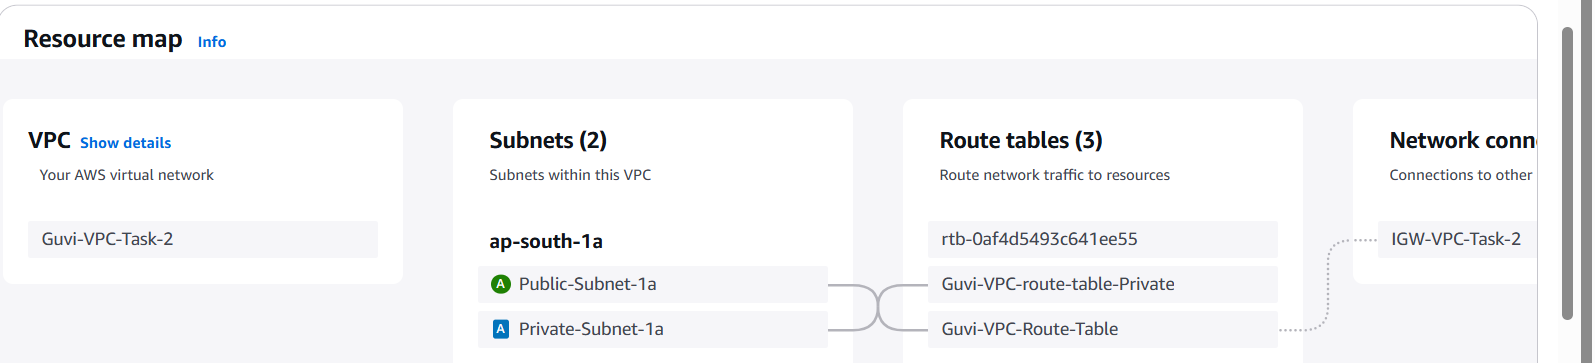 Resource map Info
VPC Show details
Your AWS virtual network
Guvi-VPC-Task-2
Subnets (2)
Subnets within this VPC
ap-south-1a
A Public-Subnet-1a
A Private-Subnet-1a
Route tables (3)
Route network traffic to resources
rtb-0af4d5493c641ee55
Guvi-VPC-route-table-Private
Guvi-VPC-Route-Table
Network conn
Connections to other
IGW-VPC-Task-2